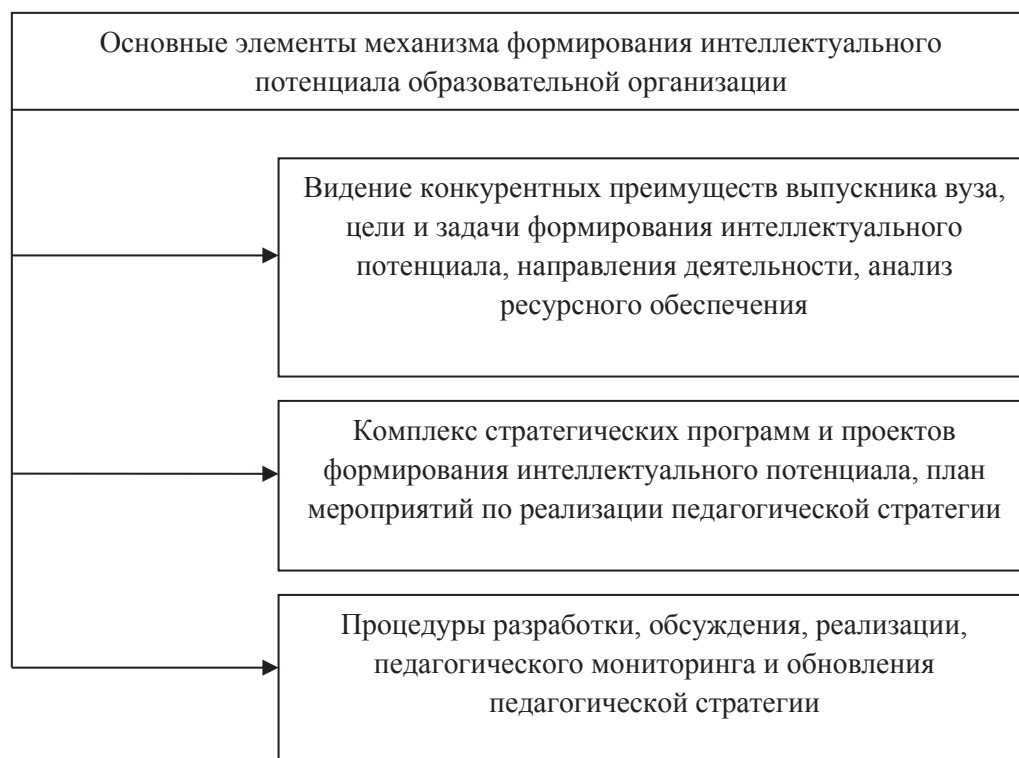 Основные элементы механизма формирования интеллектуального
потенциала образовательной организации
Видение конкурентных преимуществ выпускника вуза,
цели и задачи формирования интеллектуального
потенциала, направления деятельности, анализ
ресурсного обеспечения
Комплекс стратегических программ и проектов
формирования интеллектуального потенциала, план
мероприятий по реализации педагогической стратегии
Процедуры разработки, обсуждения, реализации,
педагогического мониторинга и обновления
педагогической стратегии